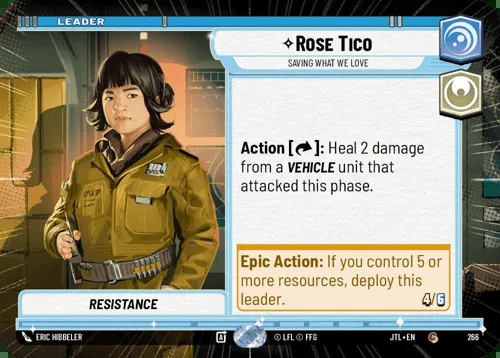 LEADER
✧ROSE TICO
SAVING WHAT WE LOVE
Action [↱]: Heal 2 damage
from a VEHICLE unit that
attacked this phase.
Epic Action: If you control 5 or
more resources, deploy this
leader.
4/6
RESISTANCE
ERIC HIBBELER
A
© LFL © FFG
JTL • EN
C
266